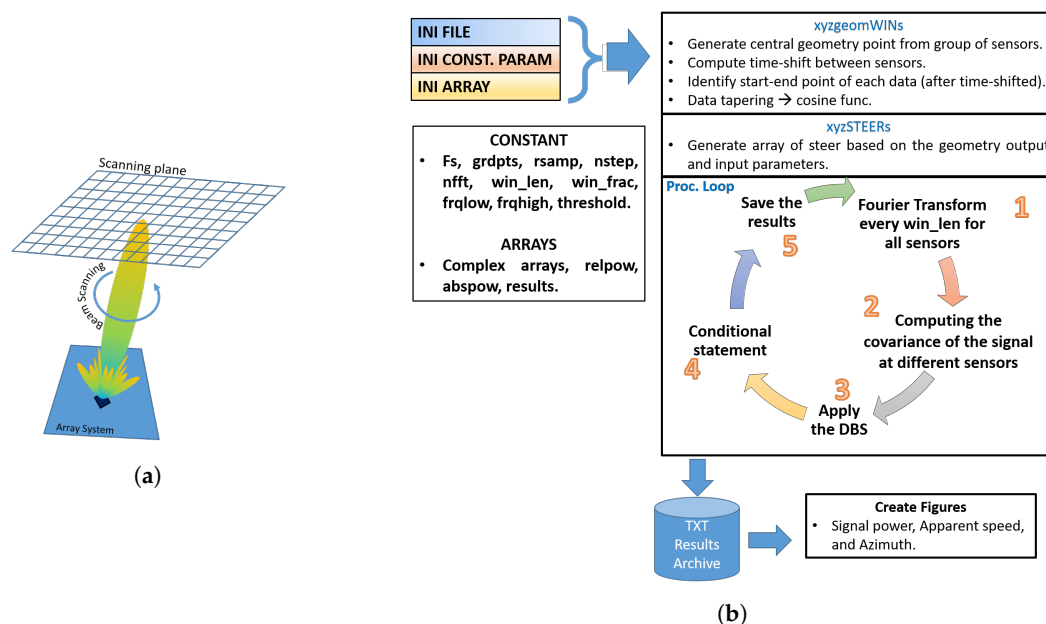 Scanning plane
Beam Scanning
Array System
(a)
INI FILE
INI CONST. PARAM
INI ARRAY
CONSTANT
• Fs, grdpts, rsamp, nstep,
nfft, win_len, win_frac,
frqlow, frqhigh, threshold.
ARRAYS
• Complex arrays, relpow,
abspow, results.
xyzgeomWINs
• Generate central geometry point from group of sensors.
• Compute time-shift between sensors.
• Identify start-end point of each data (after time-shifted).
• Data tapering → cosine func.
xyzSTEERs
• Generate array of steer based on the geometry output
and input parameters.
Proc. Loop
1
Fourier Transform
every win_len for
all sensors
2
Computing the
covariance of the signal
at different sensors
3
Apply
the DBS
Conditional
statement
4
Save the
results
5
TXT
Results
Archive
Create Figures
• Signal power, Apparent speed,
and Azimuth.
(b)